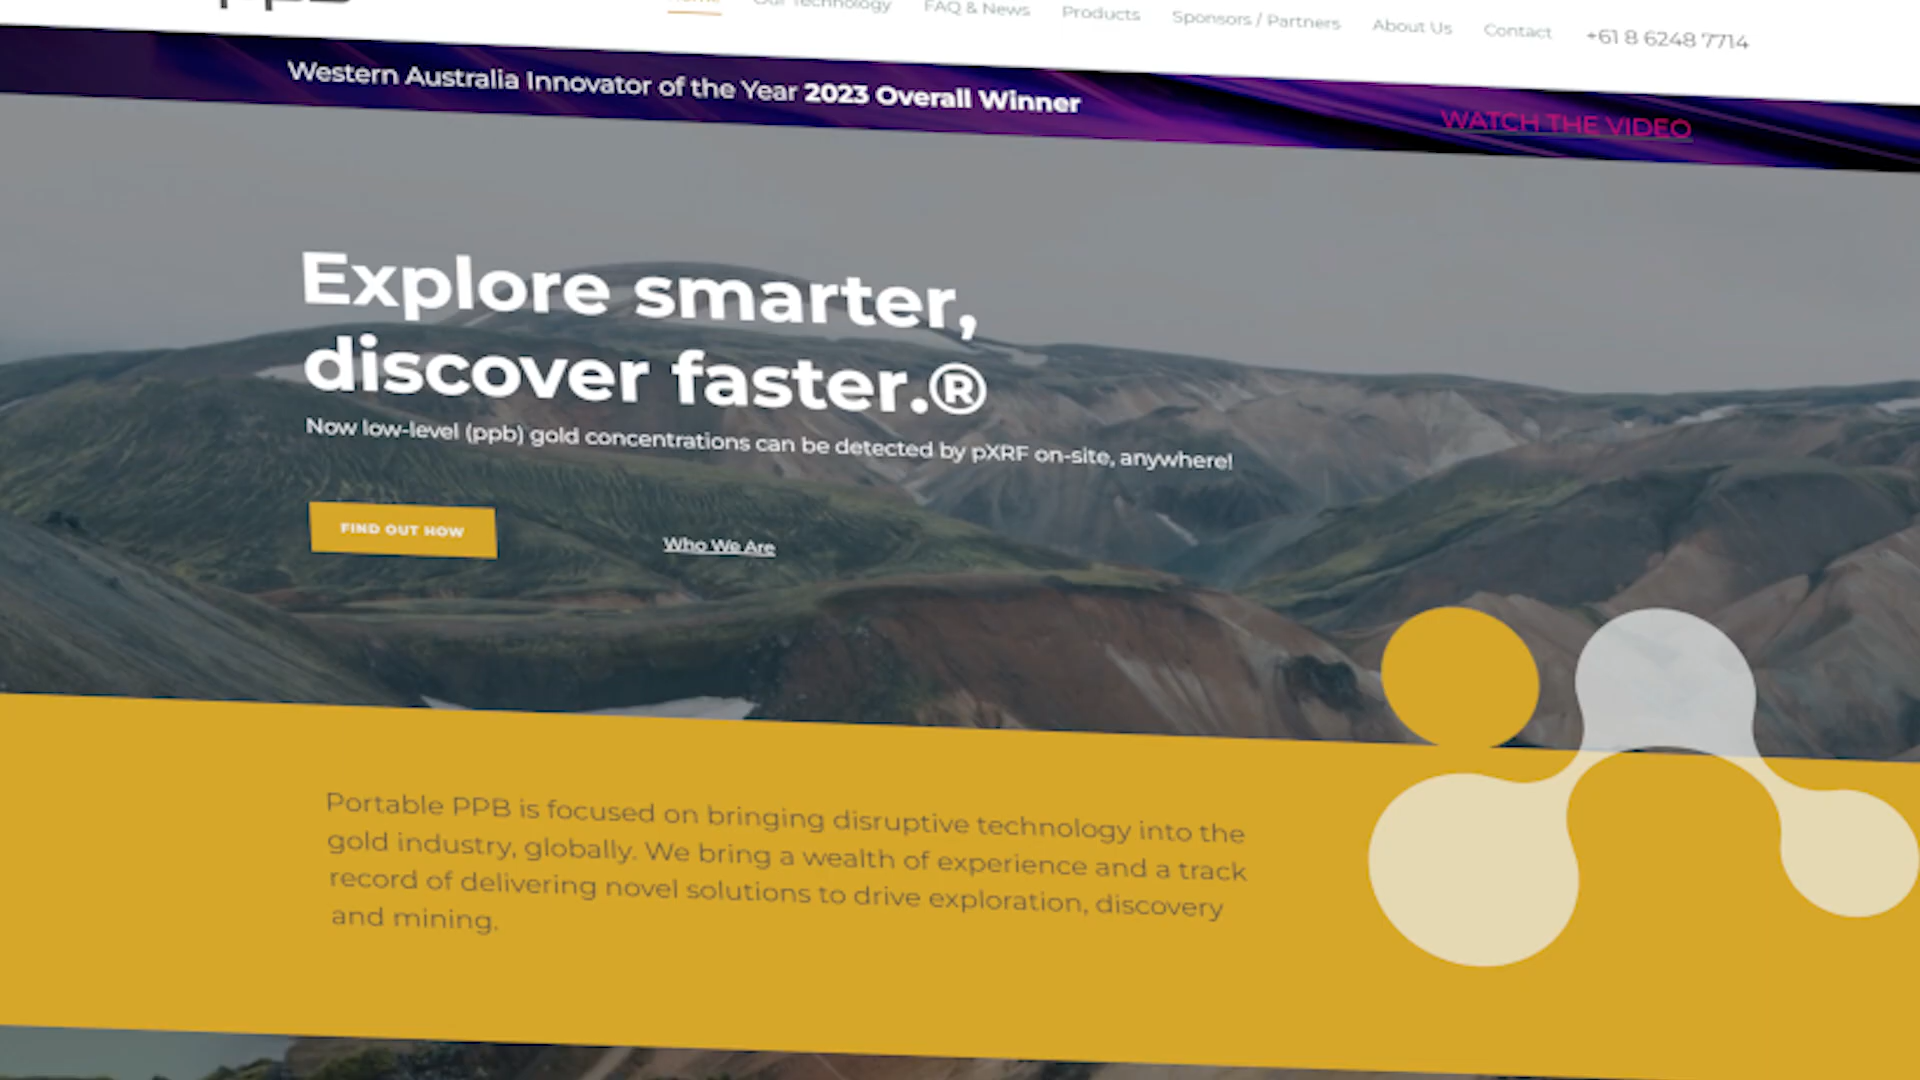 Our Technology
FAQ & News
Products
Sponsors / Partners
About Us
Contact
+61 8 6248 7714
Western Australia Innovator of the Year 2023 Overall Winner
WATCH THE VIDEO
Explore smarter,
discover faster.®
Now low-level (ppb) gold concentrations can be detected by pXRF on-site, anywhere!
FIND OUT HOW
Who We Are
Portable PPB is focused on bringing disruptive technology into the
gold industry, globally. We bring a wealth of experience and a track
record of delivering novel solutions to drive exploration, discovery
and mining.